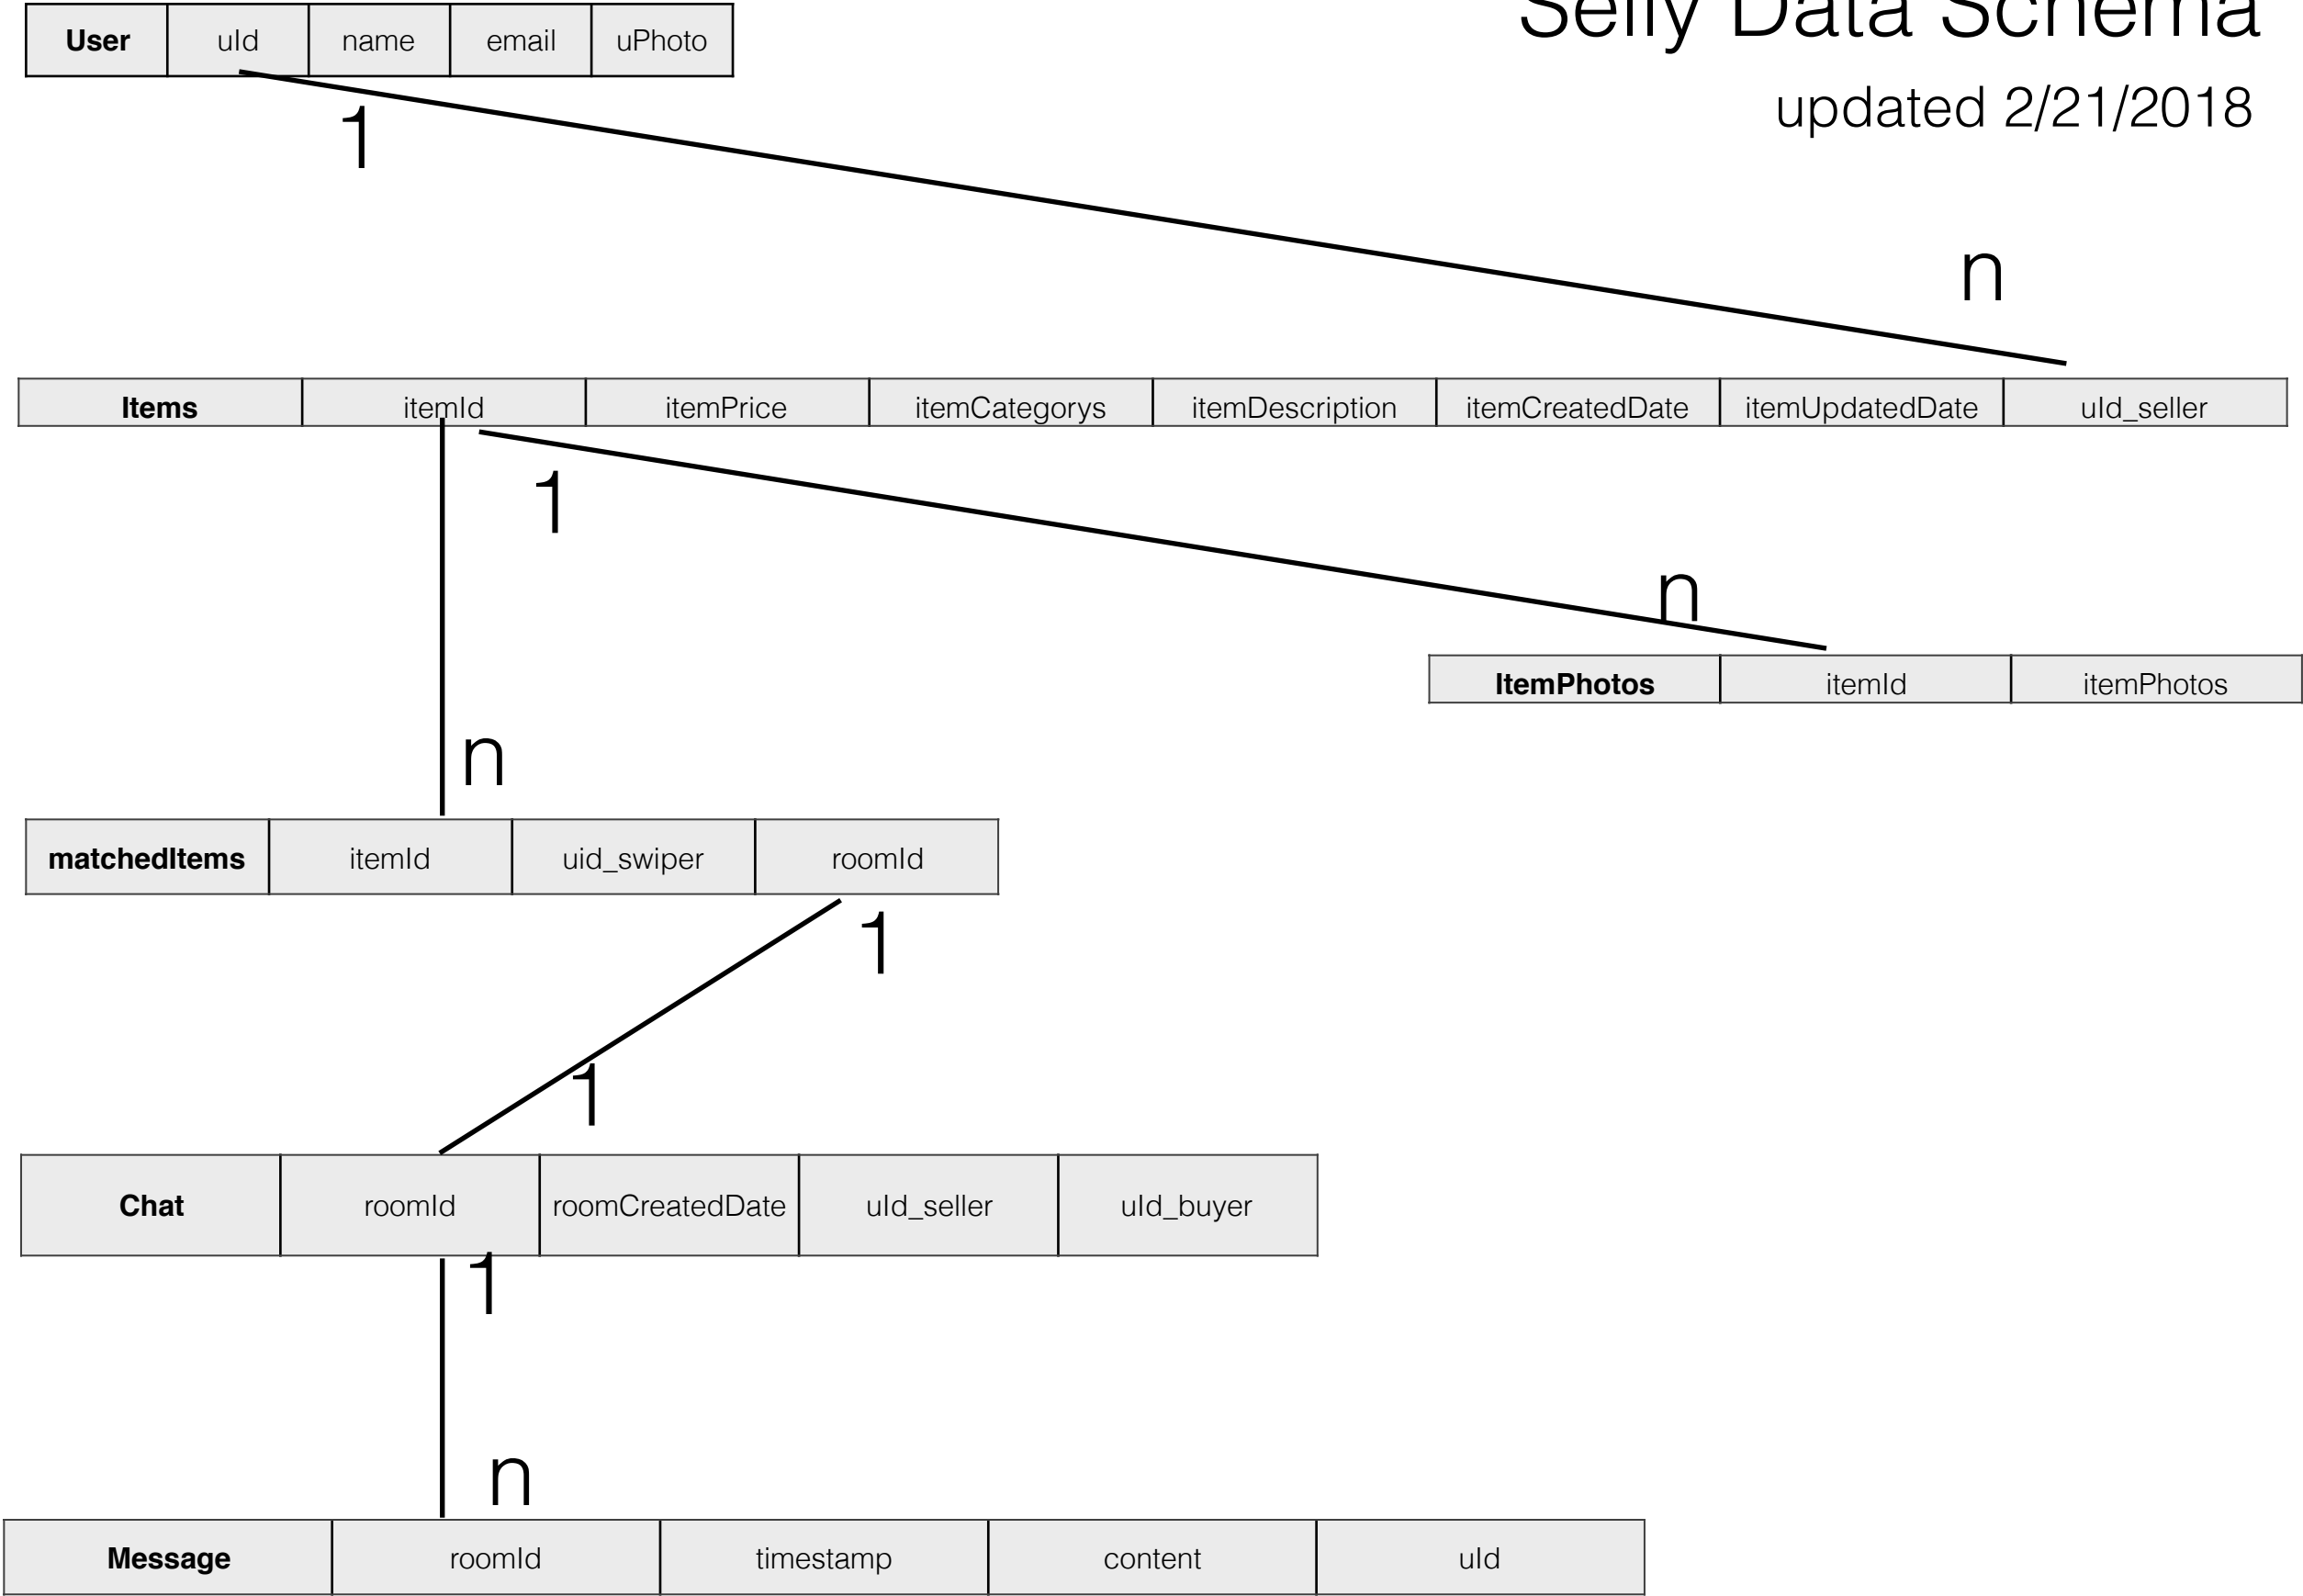 Selly Data Schema
updated 2/21/2018
User uId name email uPhoto
1
n
Items itemId itemPrice itemCategorys itemDescription itemCreatedDate itemUpdatedDate uId_seller
1
n
ItemPhotos itemId itemPhotos
n
matchedItems itemId uid_swiper roomId
1
1
Chat roomId roomCreatedDate uId_seller uId_buyer
1
n
Message roomId timestamp content uId